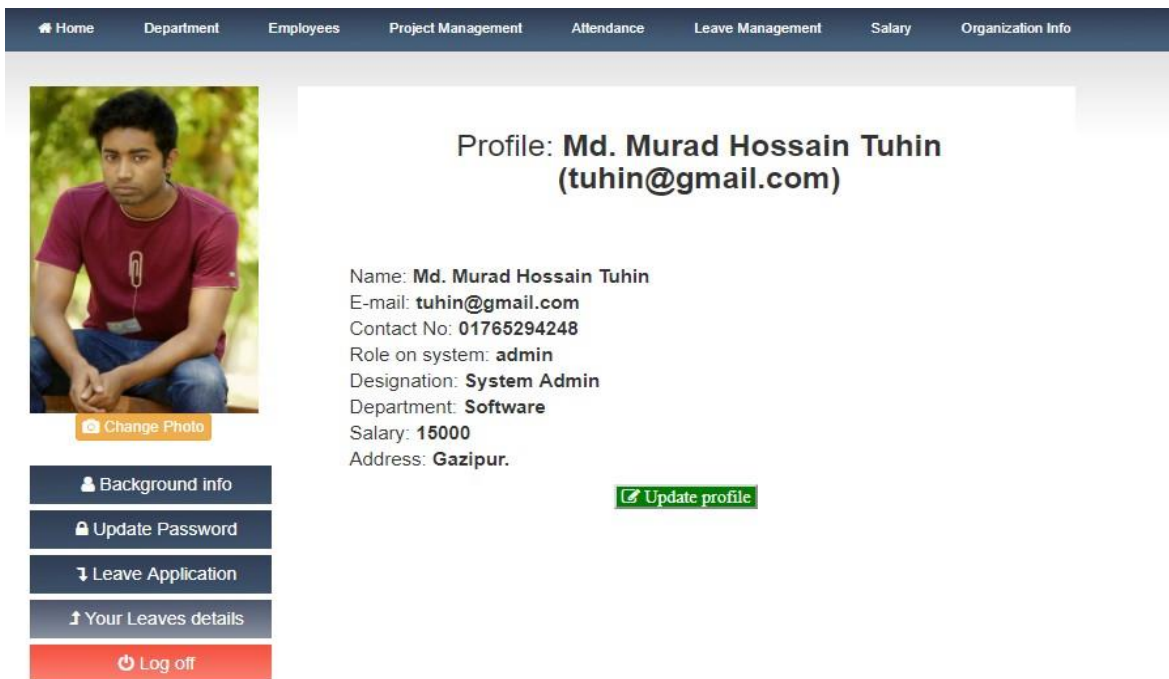 Home Department Employees Project Management Attendance Leave Management Salary Organization Info
Profile: Md. Murad Hossain Tuhin
(tuhin@gmail.com)
Name: Md. Murad Hossain Tuhin
E-mail: tuhin@gmail.com
Contact No: 01765294248
Role on system: admin
Designation: System Admin
Department: Software
Salary: 15000
Address: Gazipur.
Update profile
Change Photo
Background info
Update Password
Leave Application
Your Leaves details
Log off